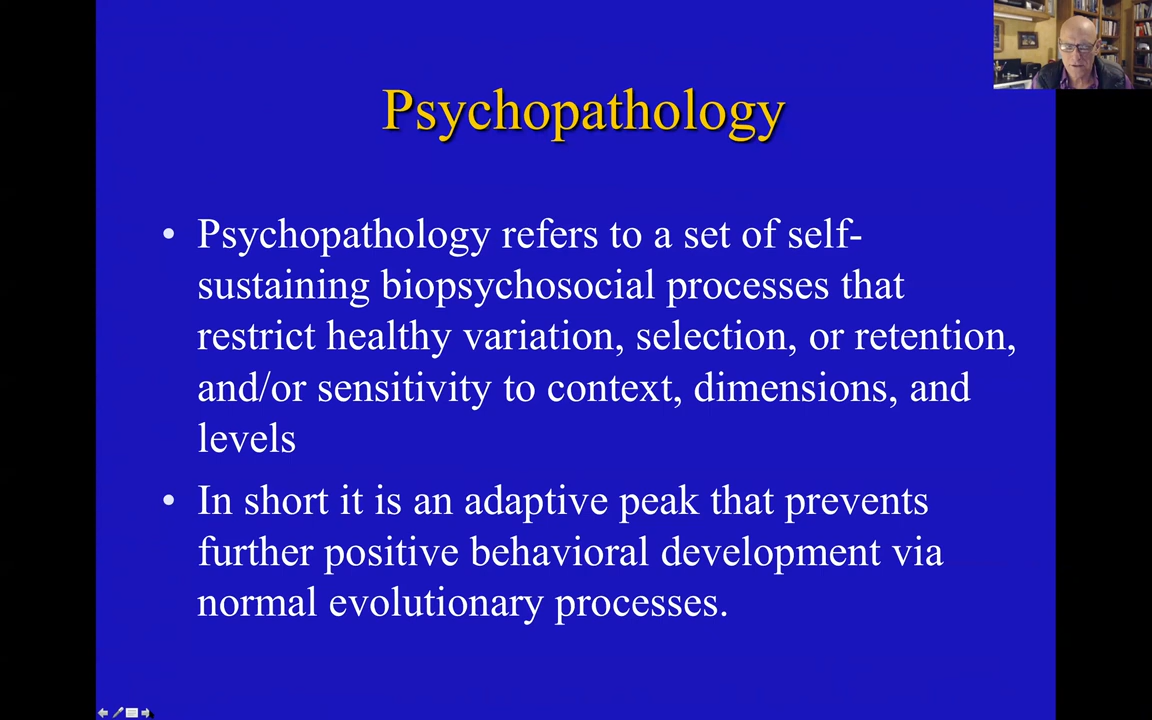 Psychopathology
• Psychopathology refers to a set of self-
sustaining biopsychosocial processes that
restrict healthy variation, selection, or retention,
and/or sensitivity to context, dimensions, and
levels
• In short it is an adaptive peak that prevents
further positive behavioral development via
normal evolutionary processes.